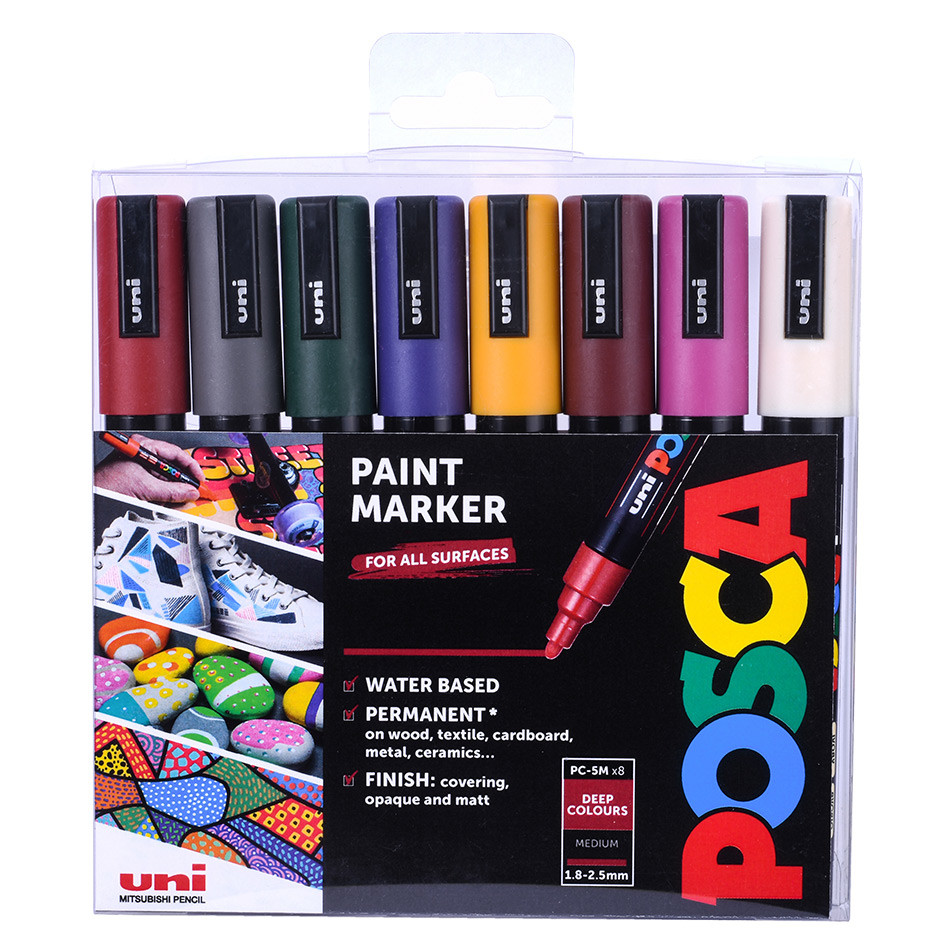 uni
uni
uni
uni
uni
uni
uni
uni
PAINT
MARKER
FOR ALL SURFACES
uni PO
POSCA
WATER BASED
PERMANENT*
on wood, textile, cardboard,
metal, ceramics...
FINISH: covering,
opaque and matt
PC-5M x8
DEEP
COLOURS
MEDIUM
1.8-2.5mm
POSCA
uni
MITSUBISHI PENCIL